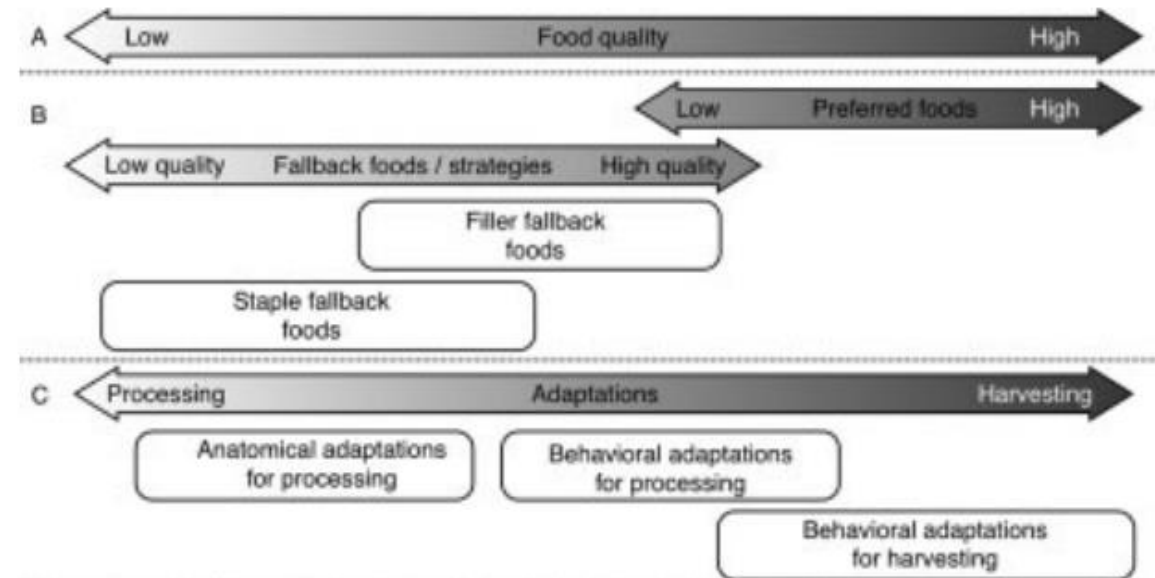 A Low Food quality High
B Low Preferred foods High
Low quality Fallback foods / strategies High quality
Filler fallback
foods
Staple fallback
foods
C Processing Adaptations Harvesting
Anatomical adaptations
for processing
Behavioral adaptations
for processing
Behavioral adaptations
for harvesting